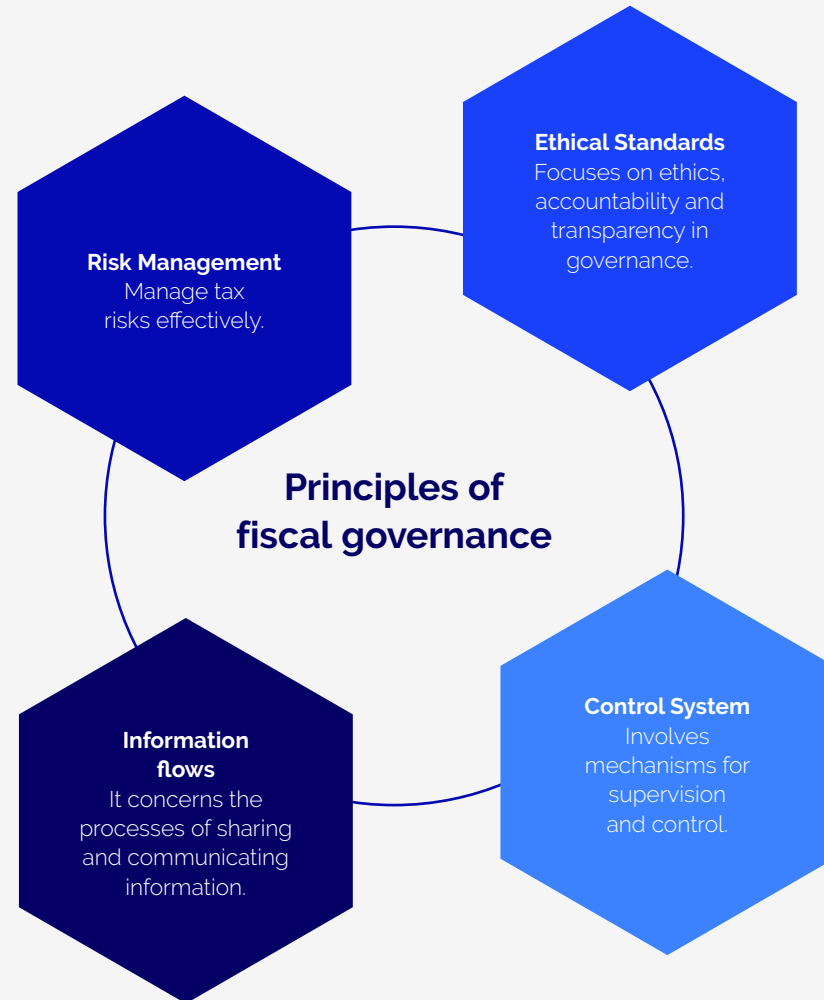 Ethical Standards
Focuses on ethics,
accountability and
transparency in
governance.
Risk Management
Manage tax
risks effectively.
Principles of
fiscal governance
Control System
Involves
mechanisms for
supervision
and control.
Information
flows
It concerns the
processes of sharing
and communicating
information.